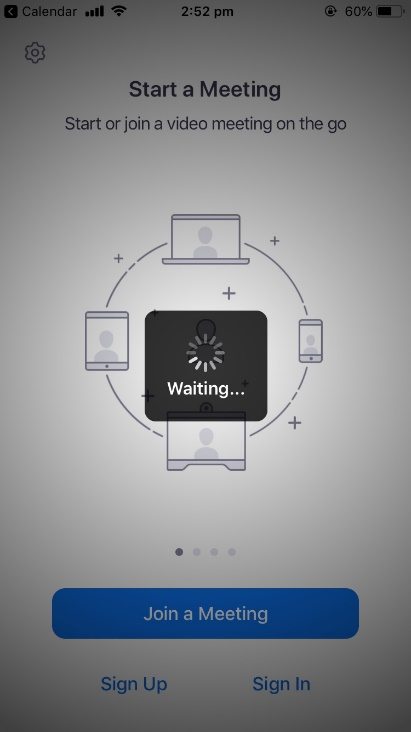 Calendar 2:52 pm 60%
Start a Meeting
Start or join a video meeting on the go
Waiting...
Join a Meeting
Sign Up Sign In